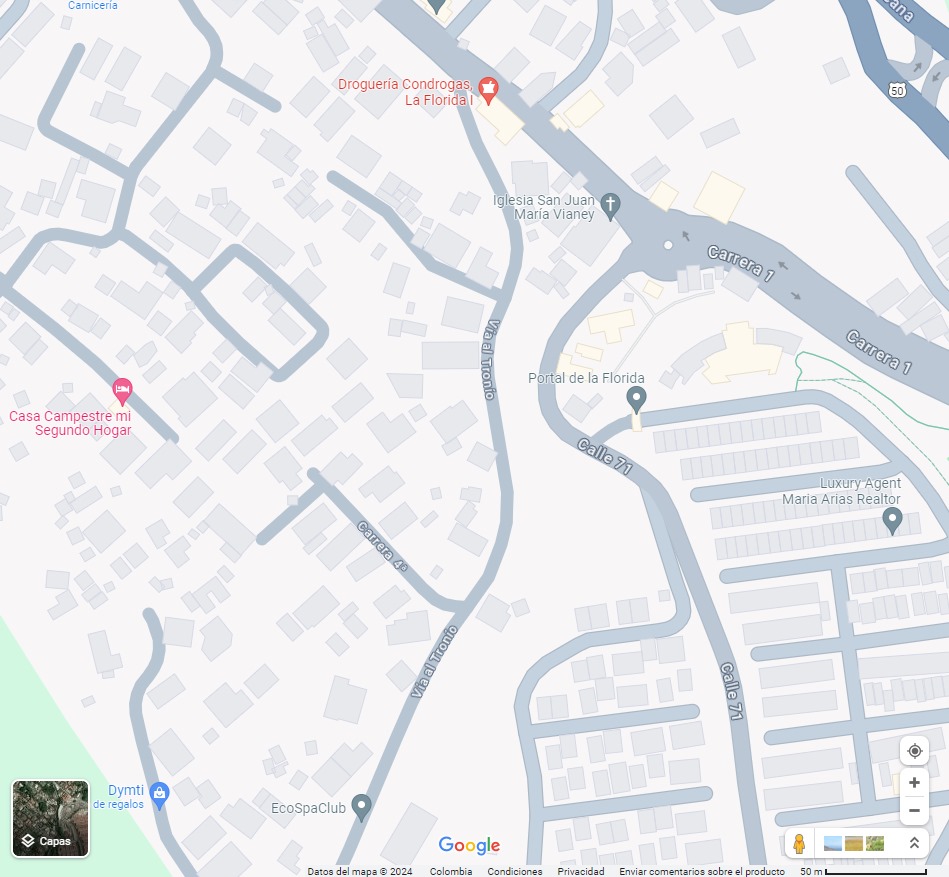 Carnicería
cana
50
Droguería Condrogas,
La Florida I
Iglesia San Juan
María Vianey
Carrera 1
Carrera 1
Vía al Tronío
Portal de la Florida
Casa Campestre mi
Segundo Hogar
Calle 71
Luxury Agent
Maria Arias Realtor
Carrera 4ª
Vía al Tronío
Calle 71
Dymti
de regalos
EcoSpaClub
Capas
Google
Datos del mapa © 2024 Colombia Condiciones Privacidad Enviar comentarios sobre el producto 50 m